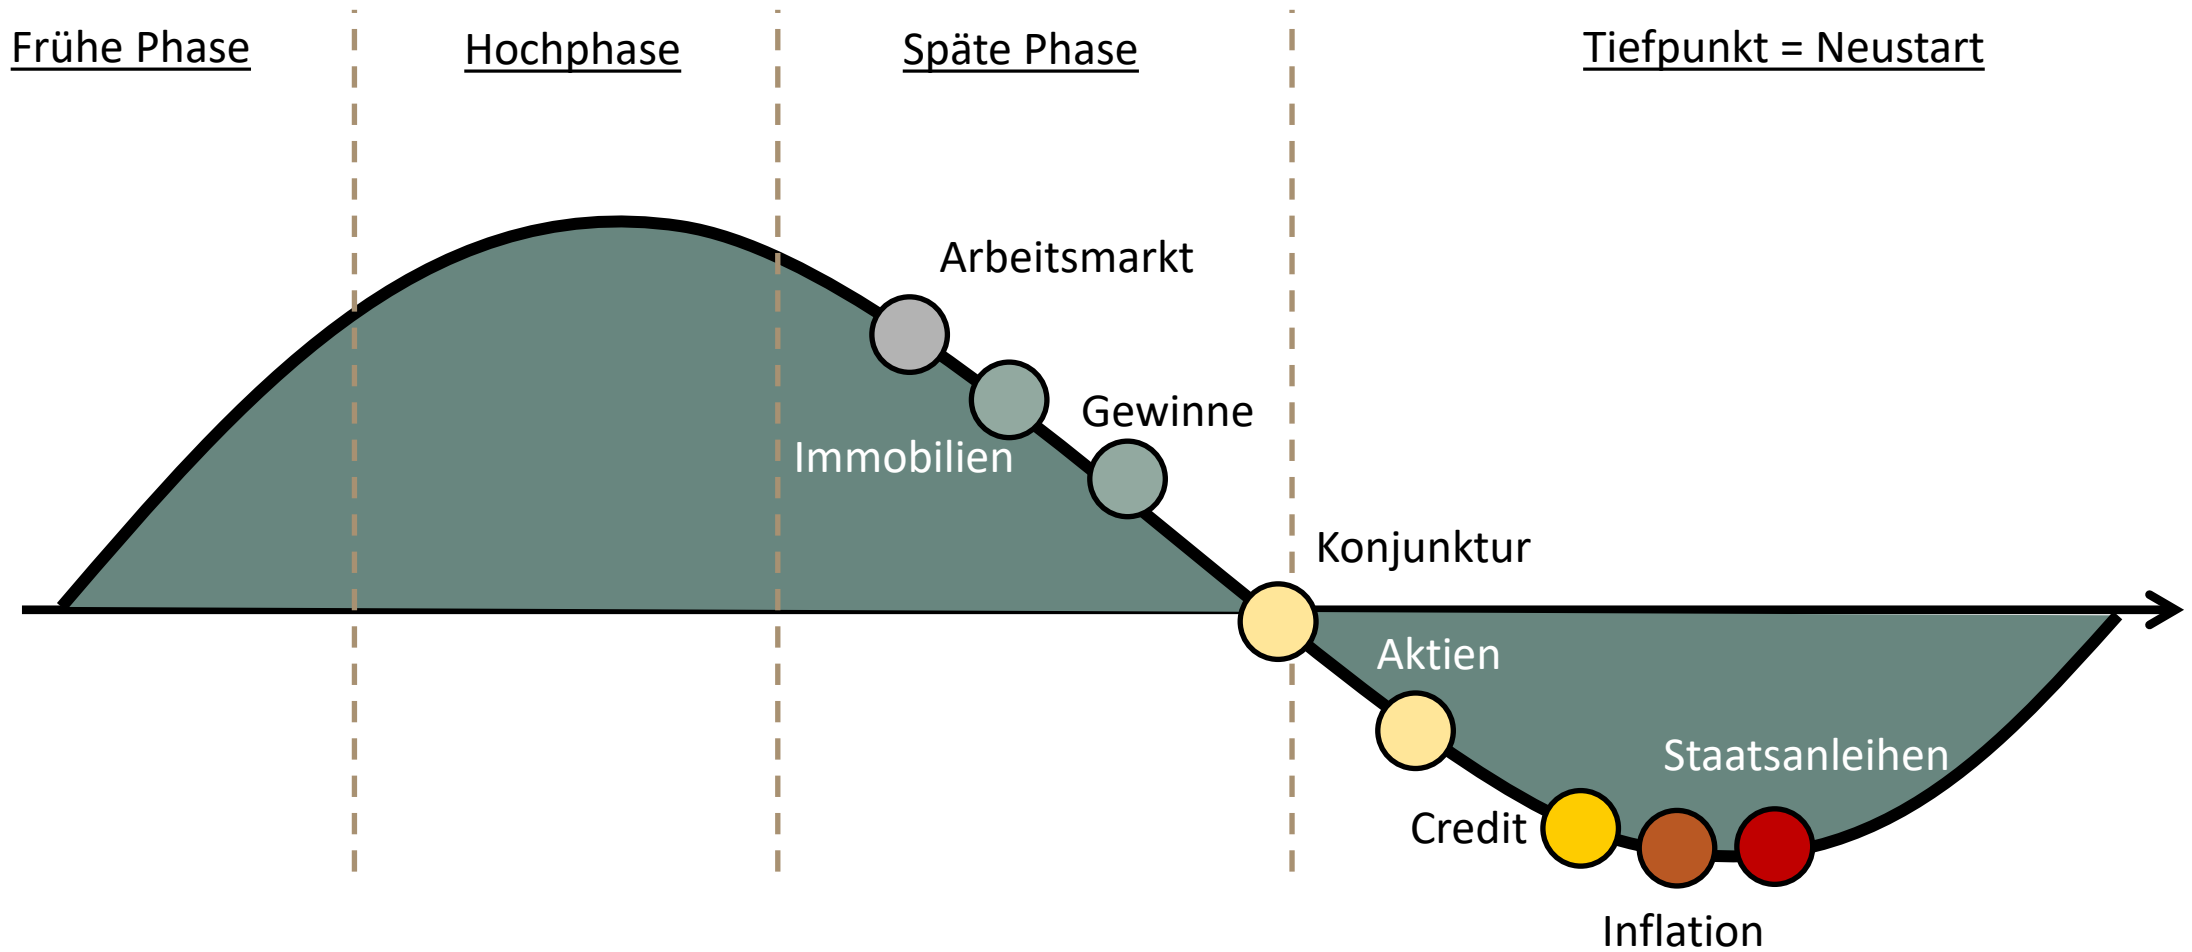 Frühe Phase
Hochphase
Späte Phase
Tiefpunkt = Neustart
Arbeitsmarkt
Gewinne
Immobilien
Konjunktur
Aktien
Staatsanleihen
Credit
Inflation